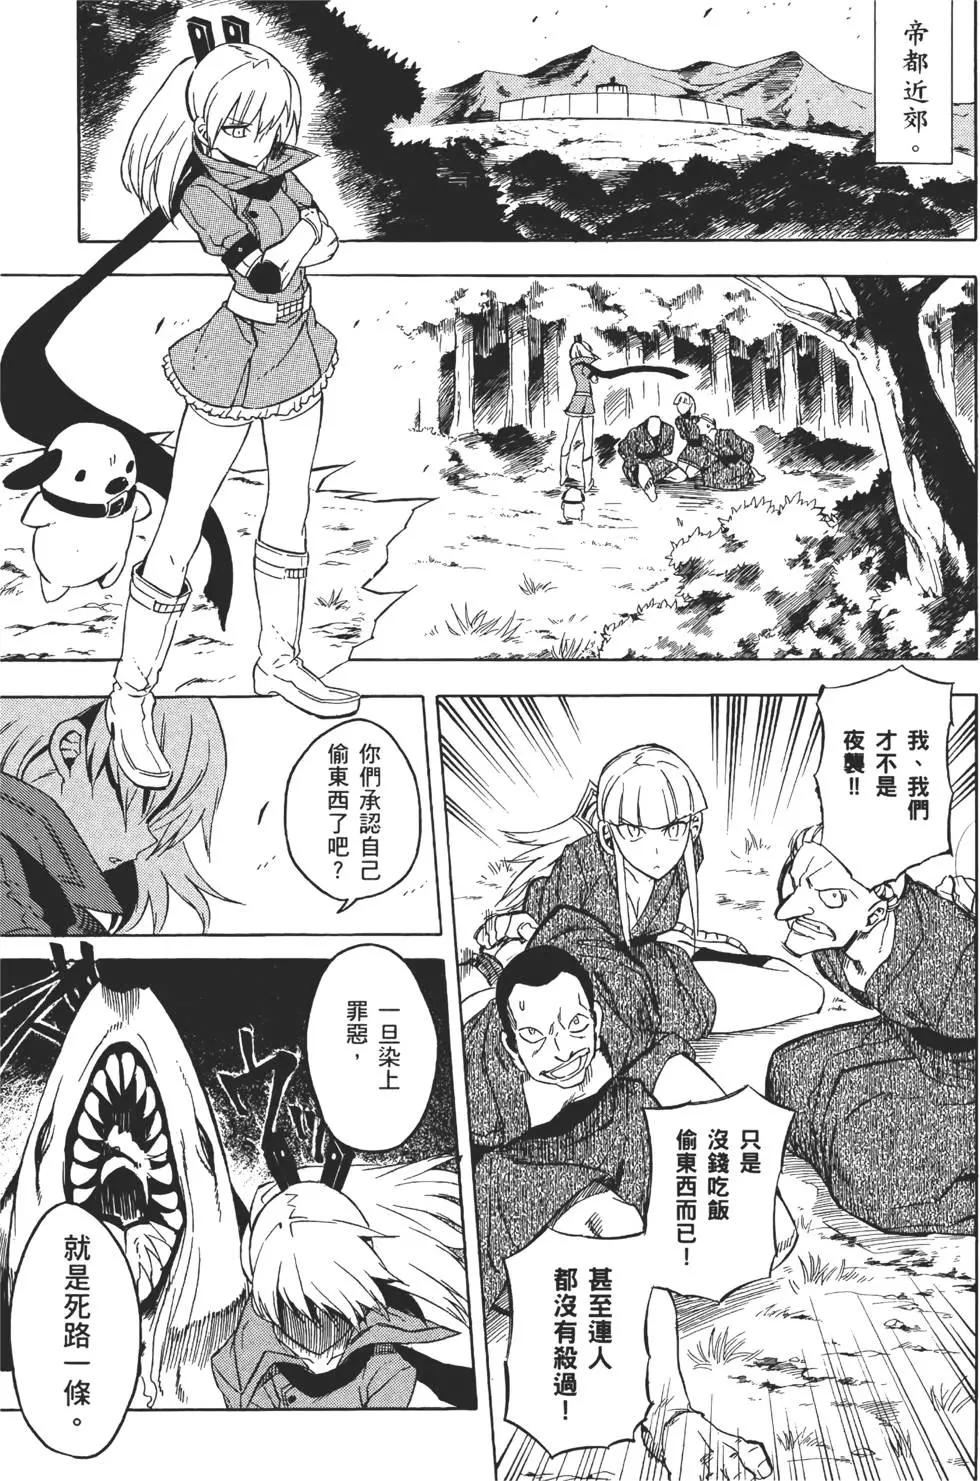 帝都近郊。
我、我們
才不是
夜襲!!
只是
沒錢吃飯
偷東西而已！
甚至連人
都沒有殺過！
你們承認自己
偷東西了吧？
一旦染上
罪惡，
就是死路一條。